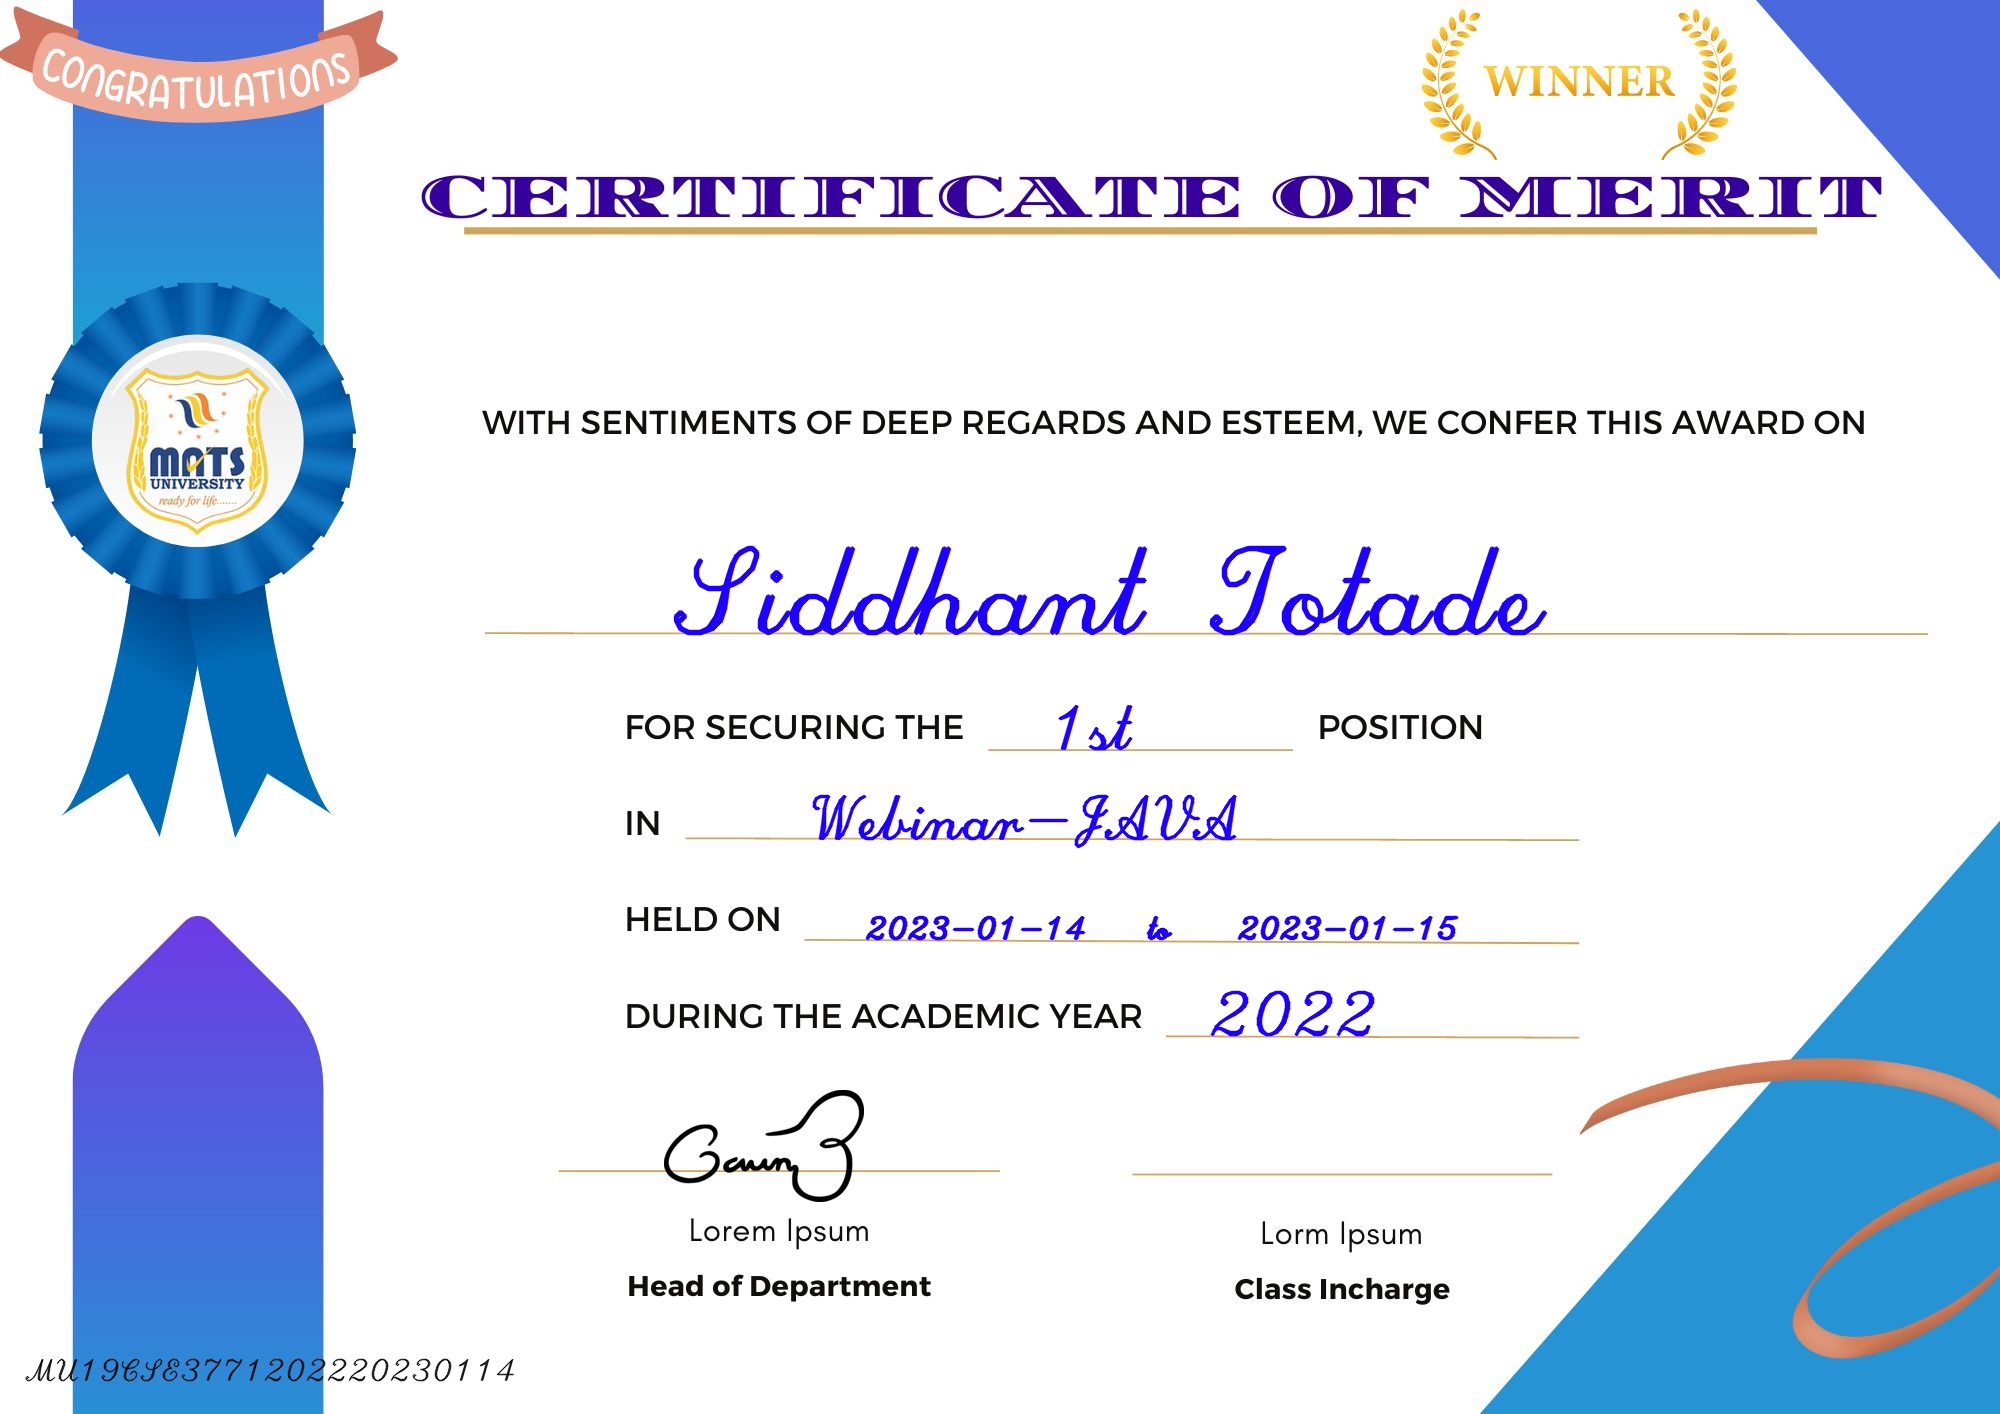 CONGRATULATIONS
WINNER
CERTIFICATE OF MERIT
MATS
UNIVERSITY
ready for life.......
WITH SENTIMENTS OF DEEP REGARDS AND ESTEEM, WE CONFER THIS AWARD ON
Siddhant Totade
FOR SECURING THE 1st POSITION
IN Webinar-JAVA
HELD ON 2023-01-14 to 2023-01-15
DURING THE ACADEMIC YEAR 2022
Lorem Ipsum
Head of Department
Lorm Ipsum
Class Incharge
MU19CSE3771202220230114